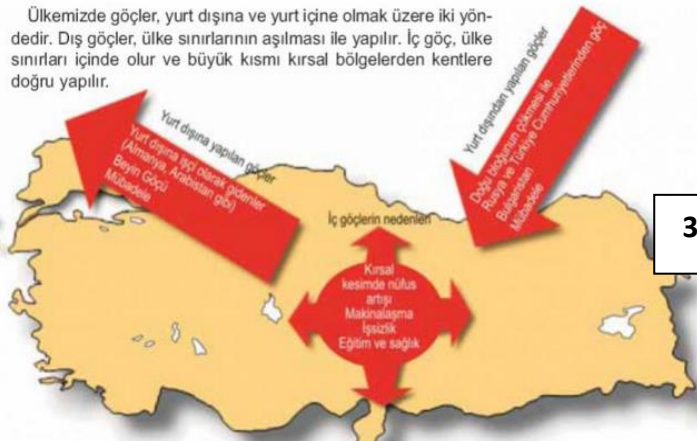 Ülkemizde göçler, yurt dışına ve yurt içine olmak üzere iki yön-
dedir. Dış göçler, ülke sınırlarının aşılması ile yapılır. İç göç, ülke
sınırları içinde olur ve büyük kısmı kırsal bölgelerden kentlere
doğru yapılır.
Yurt dışına yapılan göçler
Yurt dışına işçi olarak gidenler
(Almanya, Arabistan gibi)
Beyin Göçü
Mübadele
Yurt dışından yapılan göçler
Doğu bloğunun çökmesi ile
Rusya ve Türkiye Cumhuriyetlerinden göç
Bulgaristan
Mübadele
İç göçlerin nedenleri
Kırsal
kesimde nüfus
artışı
Makinalaşma
İşsizlik
Eğitim ve sağlık
3